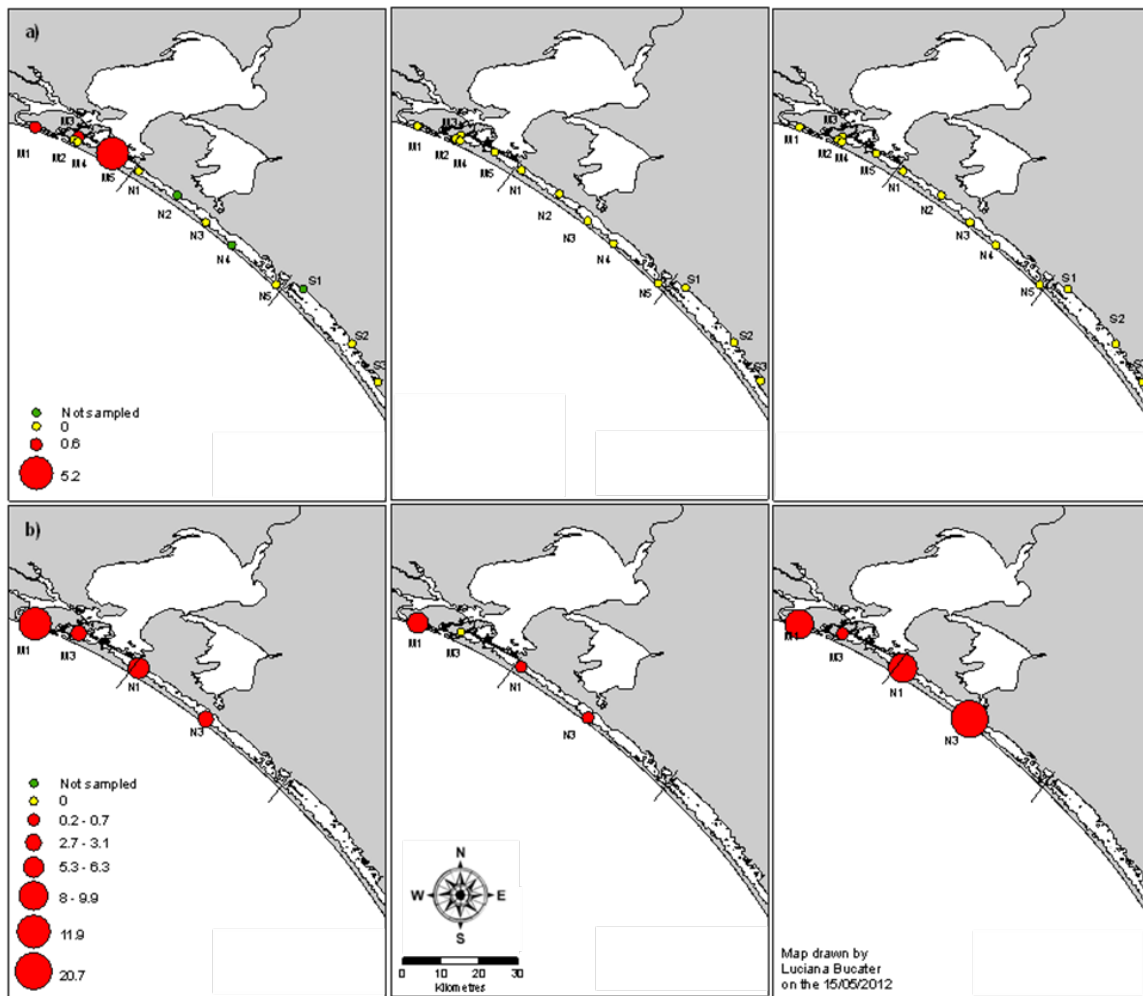 a)
M3
M1
M2
M4
M5
N1
N2
N3
N4
N5
S1
S2
S3
Not sampled
0
0.6
5.2
M3
M1
M2
M4
M5
N1
N2
N3
N4
N5
S1
S2
S3
M3
M1
M2
M4
M5
N1
N2
N3
N4
N5
S1
S2
b)
M1
M3
N1
N3
Not sampled
0
0.2 - 0.7
2.7 - 3.1
5.3 - 6.3
8 - 9.9
11.9
20.7
M1
M3
N1
N3
N
W
E
S
0 10 20 30
Kilometres
M1
M3
N1
N3
Map drawn by
Luciana Bucater
on the 15/05/2012